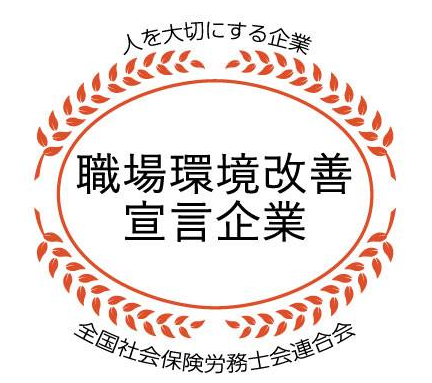 人を大切にする企業
職場環境改善
宣言企業
全国社会保険労務士会連合会